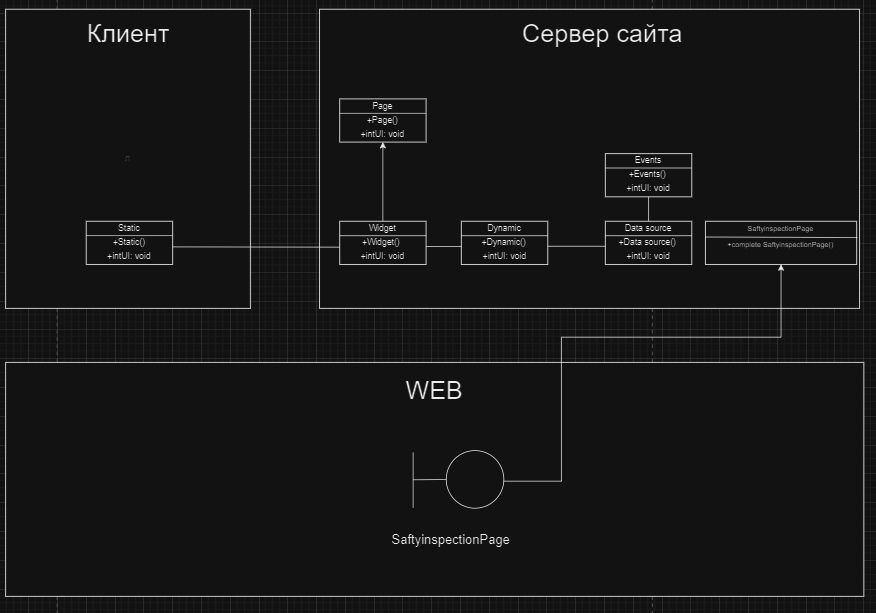 Клиент
Сервер сайта
Page
+Page()
+intUI: void
Events
+Events()
+intUI: void
Static
+Static()
+intUI: void
Widget
+Widget()
+intUI: void
Dynamic
+Dynamic()
+intUI: void
Data source
+Data source()
+intUI: void
SaftyinspectionPage
+complete SaftyinspectionPage()
WEB
SaftyinspectionPage